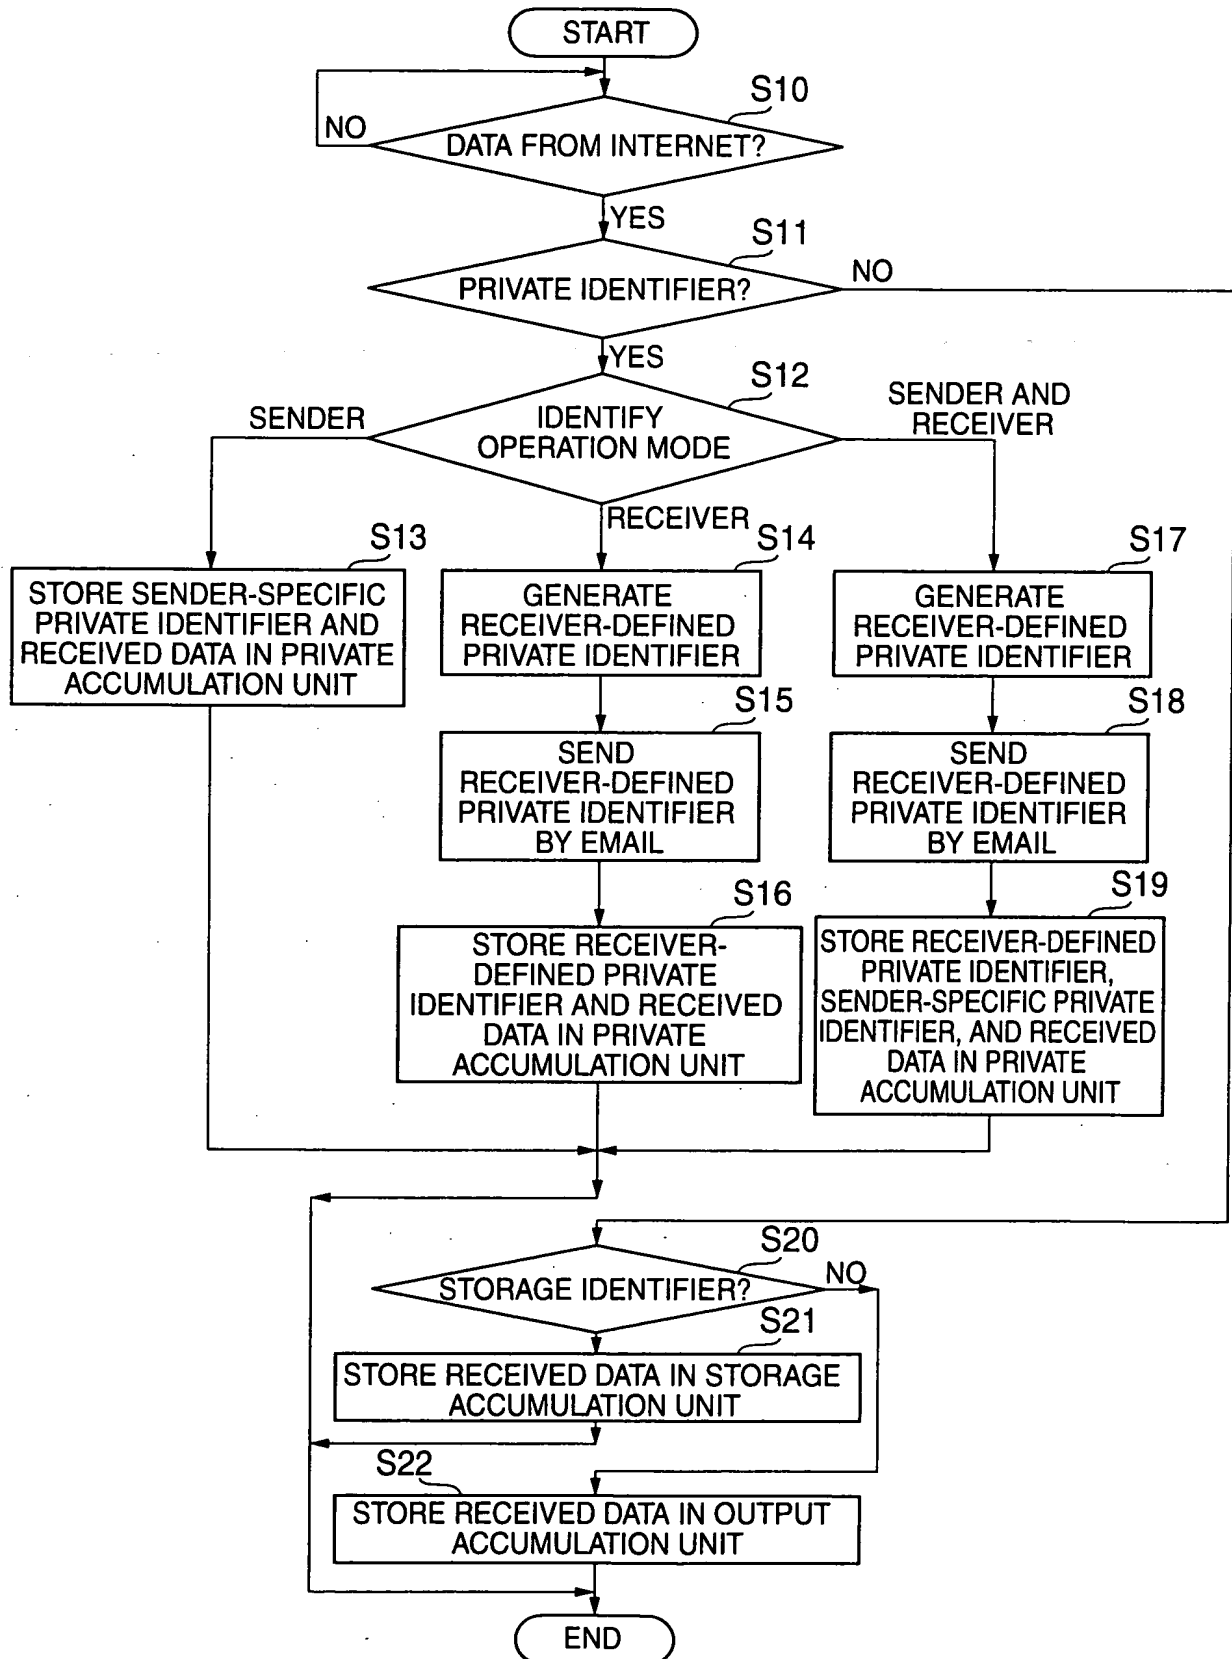 START
S10
NO
DATA FROM INTERNET?
YES
S11
NO
PRIVATE IDENTIFIER?
YES
S12
SENDER
SENDER AND
RECEIVER
IDENTIFY
OPERATION MODE
RECEIVER
S13
STORE SENDER-SPECIFIC
PRIVATE IDENTIFIER AND
RECEIVED DATA IN PRIVATE
ACCUMULATION UNIT
S14
GENERATE
RECEIVER-DEFINED
PRIVATE IDENTIFIER
S15
SEND
RECEIVER-DEFINED
PRIVATE IDENTIFIER
BY EMAIL
S16
STORE RECEIVER-
DEFINED PRIVATE
IDENTIFIER AND RECEIVED
DATA IN PRIVATE
ACCUMULATION UNIT
S17
GENERATE
RECEIVER-DEFINED
PRIVATE IDENTIFIER
S18
SEND
RECEIVER-DEFINED
PRIVATE IDENTIFIER
BY EMAIL
S19
STORE RECEIVER-DEFINED
PRIVATE IDENTIFIER,
SENDER-SPECIFIC PRIVATE
IDENTIFIER, AND RECEIVED
DATA IN PRIVATE
ACCUMULATION UNIT
S20
STORAGE IDENTIFIER?
NO
S21
STORE RECEIVED DATA IN STORAGE
ACCUMULATION UNIT
S22
STORE RECEIVED DATA IN OUTPUT
ACCUMULATION UNIT
END